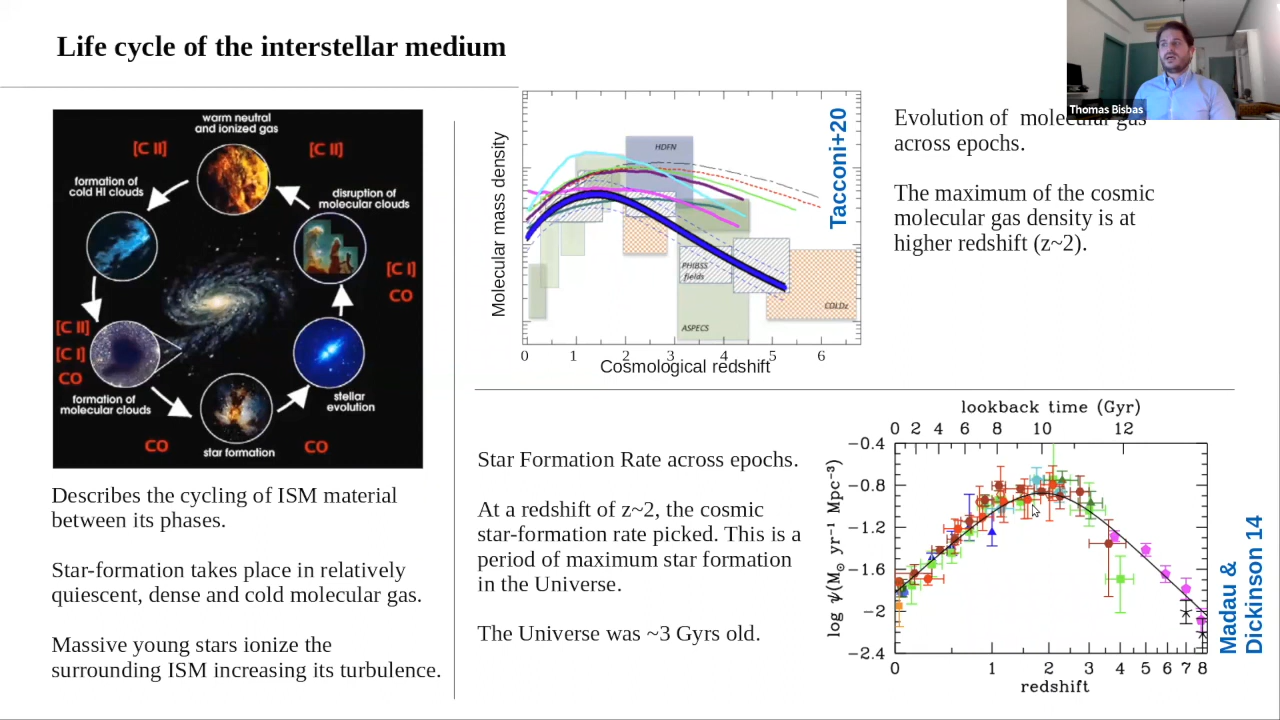 Life cycle of the interstellar medium
Thomas Bisbas
warm neutral
and ionized gas
[C II]
[C II]
formation of
cold HI clouds
disruption of
molecular clouds
[C I]
CO
[C II]
[C I]
CO
formation of
molecular clouds
stellar
evolution
CO
star formation
CO
Describes the cycling of ISM material
between its phases.
Star-formation takes place in relatively
quiescent, dense and cold molecular gas.
Massive young stars ionize the
surrounding ISM increasing its turbulence.
Molecular mass density
HDFN
PHIBSS
fields
ASPECS
COLDz
0 1 2 3 4 5 6
Cosmological redshift
Tacconi+20
Evolution of molecular gas
across epochs.
The maximum of the cosmic
molecular gas density is at
higher redshift (z~2).
Star Formation Rate across epochs.
At a redshift of z~2, the cosmic
star-formation rate picked. This is a
period of maximum star formation
in the Universe.
The Universe was ~3 Gyrs old.
lookback time (Gyr)
0 2 4 6 8 10 12
log ψ(M⊙ yr⁻¹ Mpc⁻³)
−0.4
−0.8
−1.2
−1.6
−2
−2.4
0 1 2 3 4 5 6 7 8
redshift
Madau &
Dickinson 14